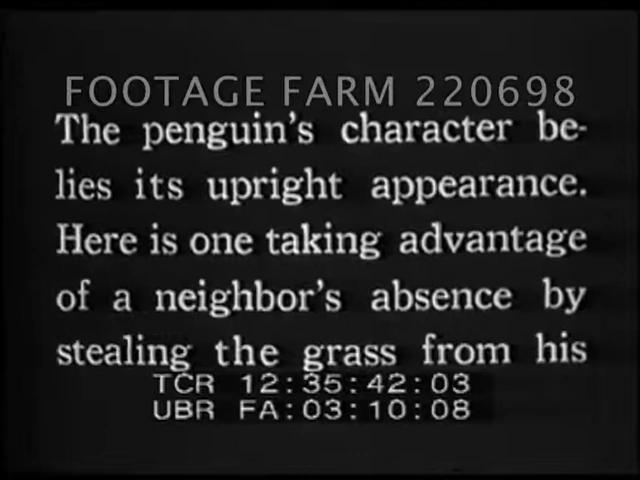 FOOTAGE FARM 220698
The penguin's character be-
lies its upright appearance.
Here is one taking advantage
of a neighbor's absence by
stealing the grass from his
TCR 12:35:42:03
UBR FA:03:10:08